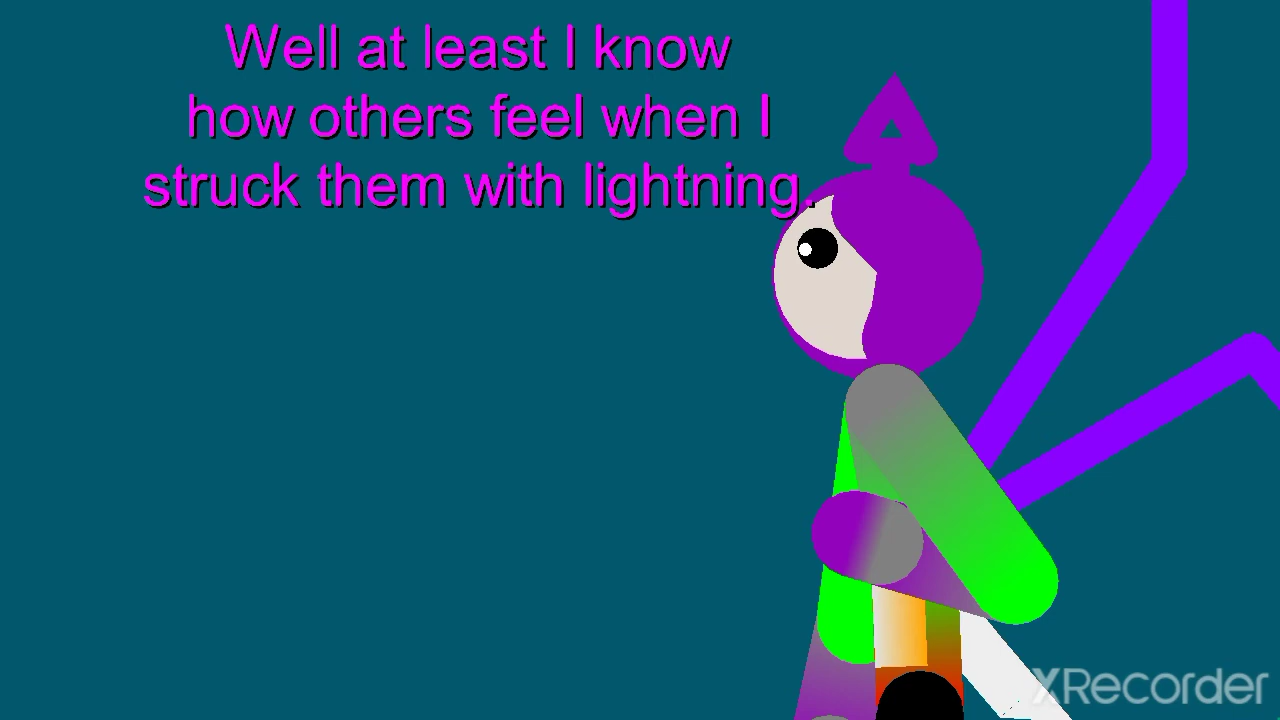 Well at least I know
how others feel when I
struck them with lightning.
XRecorder